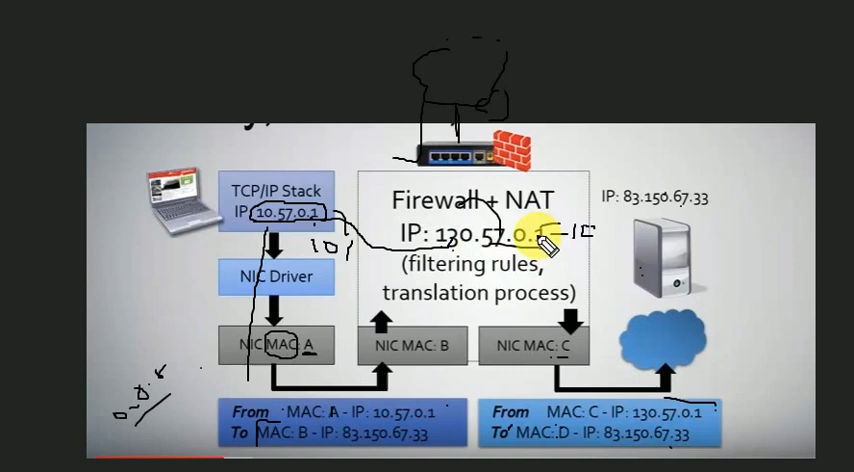 TCP/IP Stack
IP: 10.57.0.1
NIC Driver
NIC MAC: A
Firewall + NAT
IP: 130.57.0.1
(filtering rules,
translation process)
NIC MAC: B
NIC MAC: C
IP: 83.150.67.33
From MAC: A - IP: 10.57.0.1
To MAC: B - IP: 83.150.67.33
From MAC: C - IP: 130.57.0.1
To MAC: D - IP: 83.150.67.33